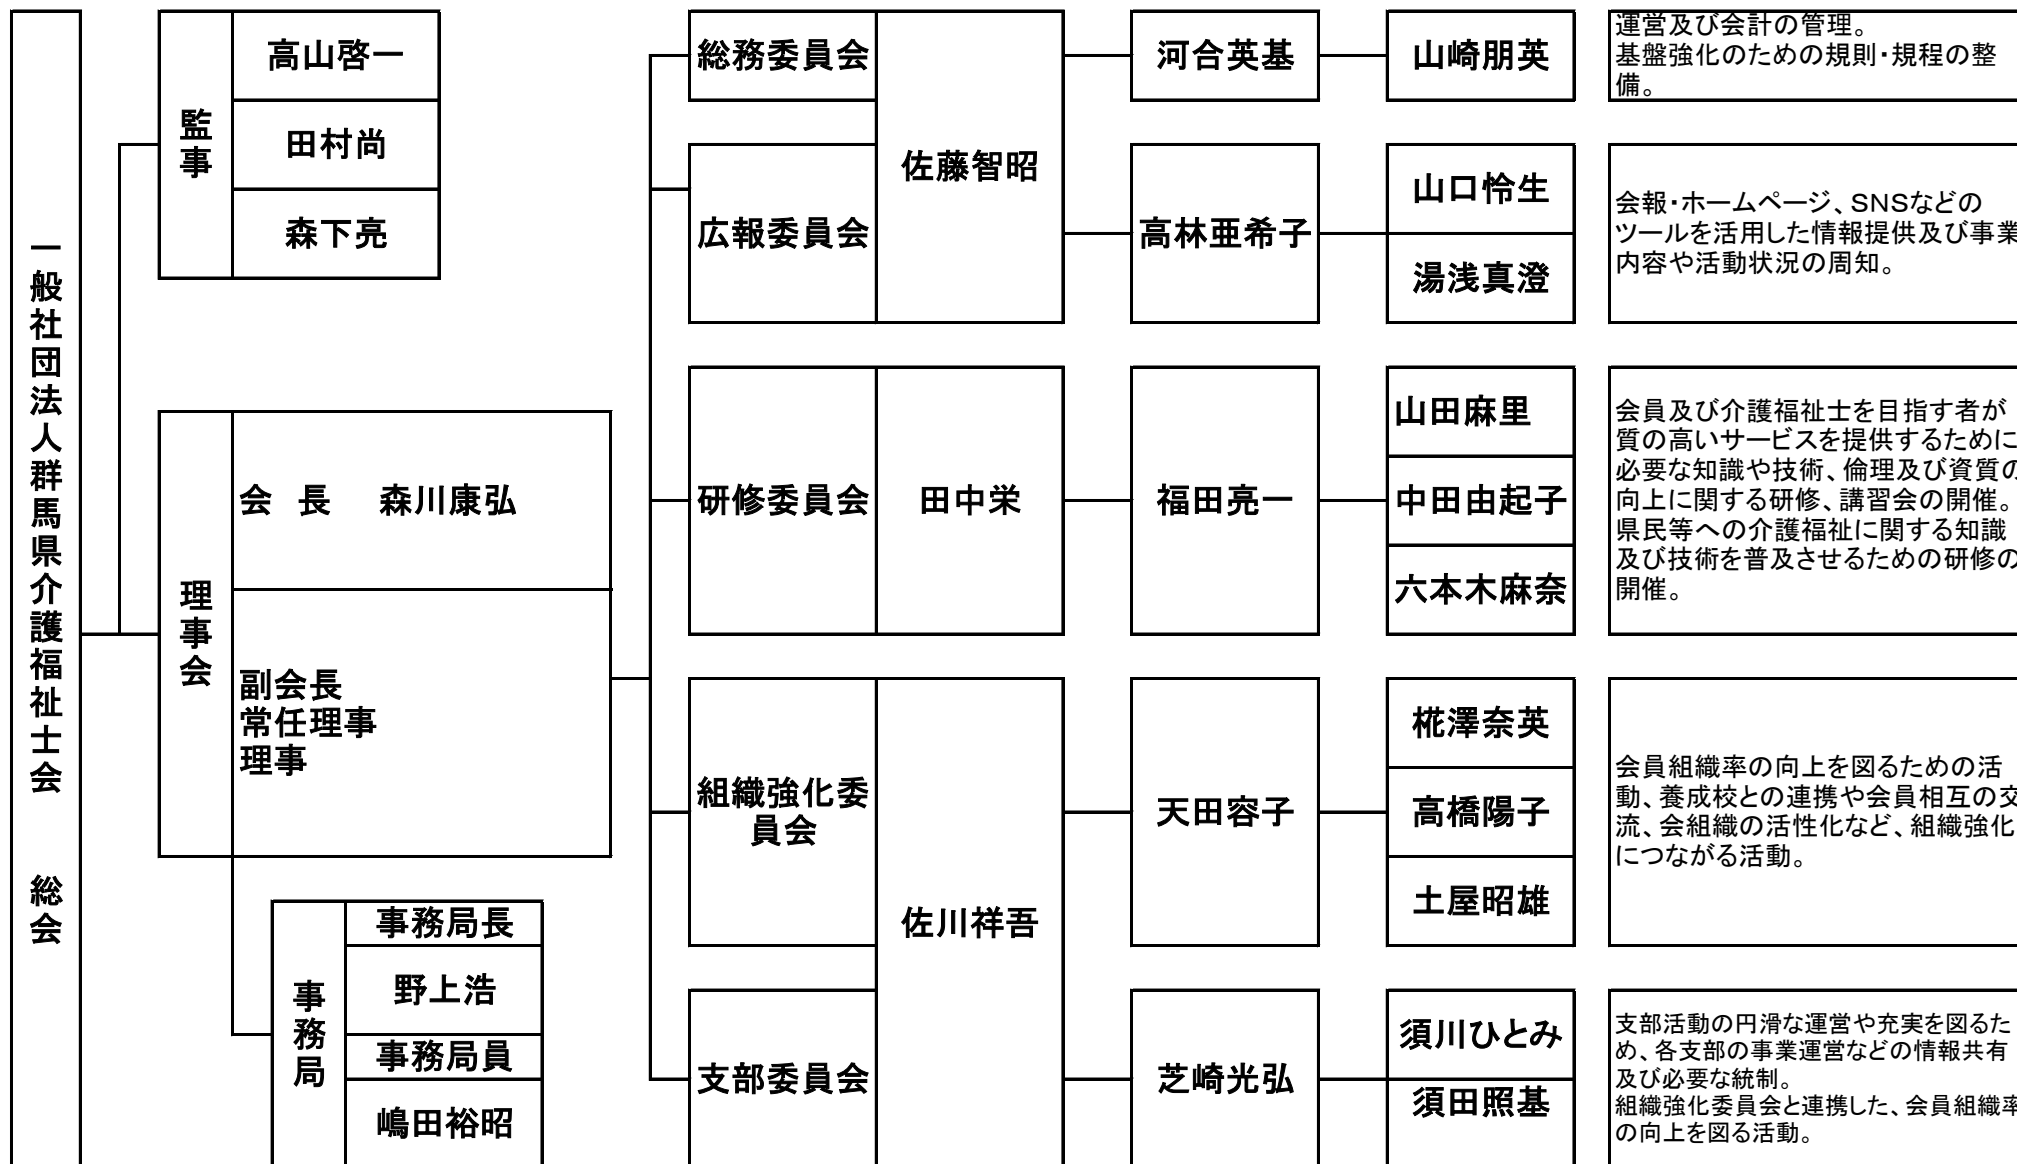 一般社団法人群馬県介護福祉士会 総会
監事
高山啓一
田村尚
森下亮
理事会
会 長 森川康弘
副会長
常任理事
理事
事務局
事務局長
野上浩
事務局員
嶋田裕昭
総務委員会
広報委員会
佐藤智昭
河合英基
山崎朋英
運営及び会計の管理。
基盤強化のための規則・規程の整
備。
高林亜希子
山口怜生
湯浅真澄
会報・ホームページ、SNSなどの
ツールを活用した情報提供及び事業
内容や活動状況の周知。
研修委員会
田中栄
福田亮一
山田麻里
中田由起子
六本木麻奈
会員及び介護福祉士を目指す者が
質の高いサービスを提供するために
必要な知識や技術、倫理及び資質の
向上に関する研修、講習会の開催。
県民等への介護福祉に関する知識
及び技術を普及させるための研修の
開催。
組織強化委
員会
佐川祥吾
天田容子
椛澤奈英
高橋陽子
土屋昭雄
会員組織率の向上を図るための活
動、養成校との連携や会員相互の交
流、会組織の活性化など、組織強化
につながる活動。
支部委員会
芝崎光弘
須川ひとみ
須田照基
支部活動の円滑な運営や充実を図るた
め、各支部の事業運営などの情報共有
及び必要な統制。
組織強化委員会と連携した、会員組織率
の向上を図る活動。